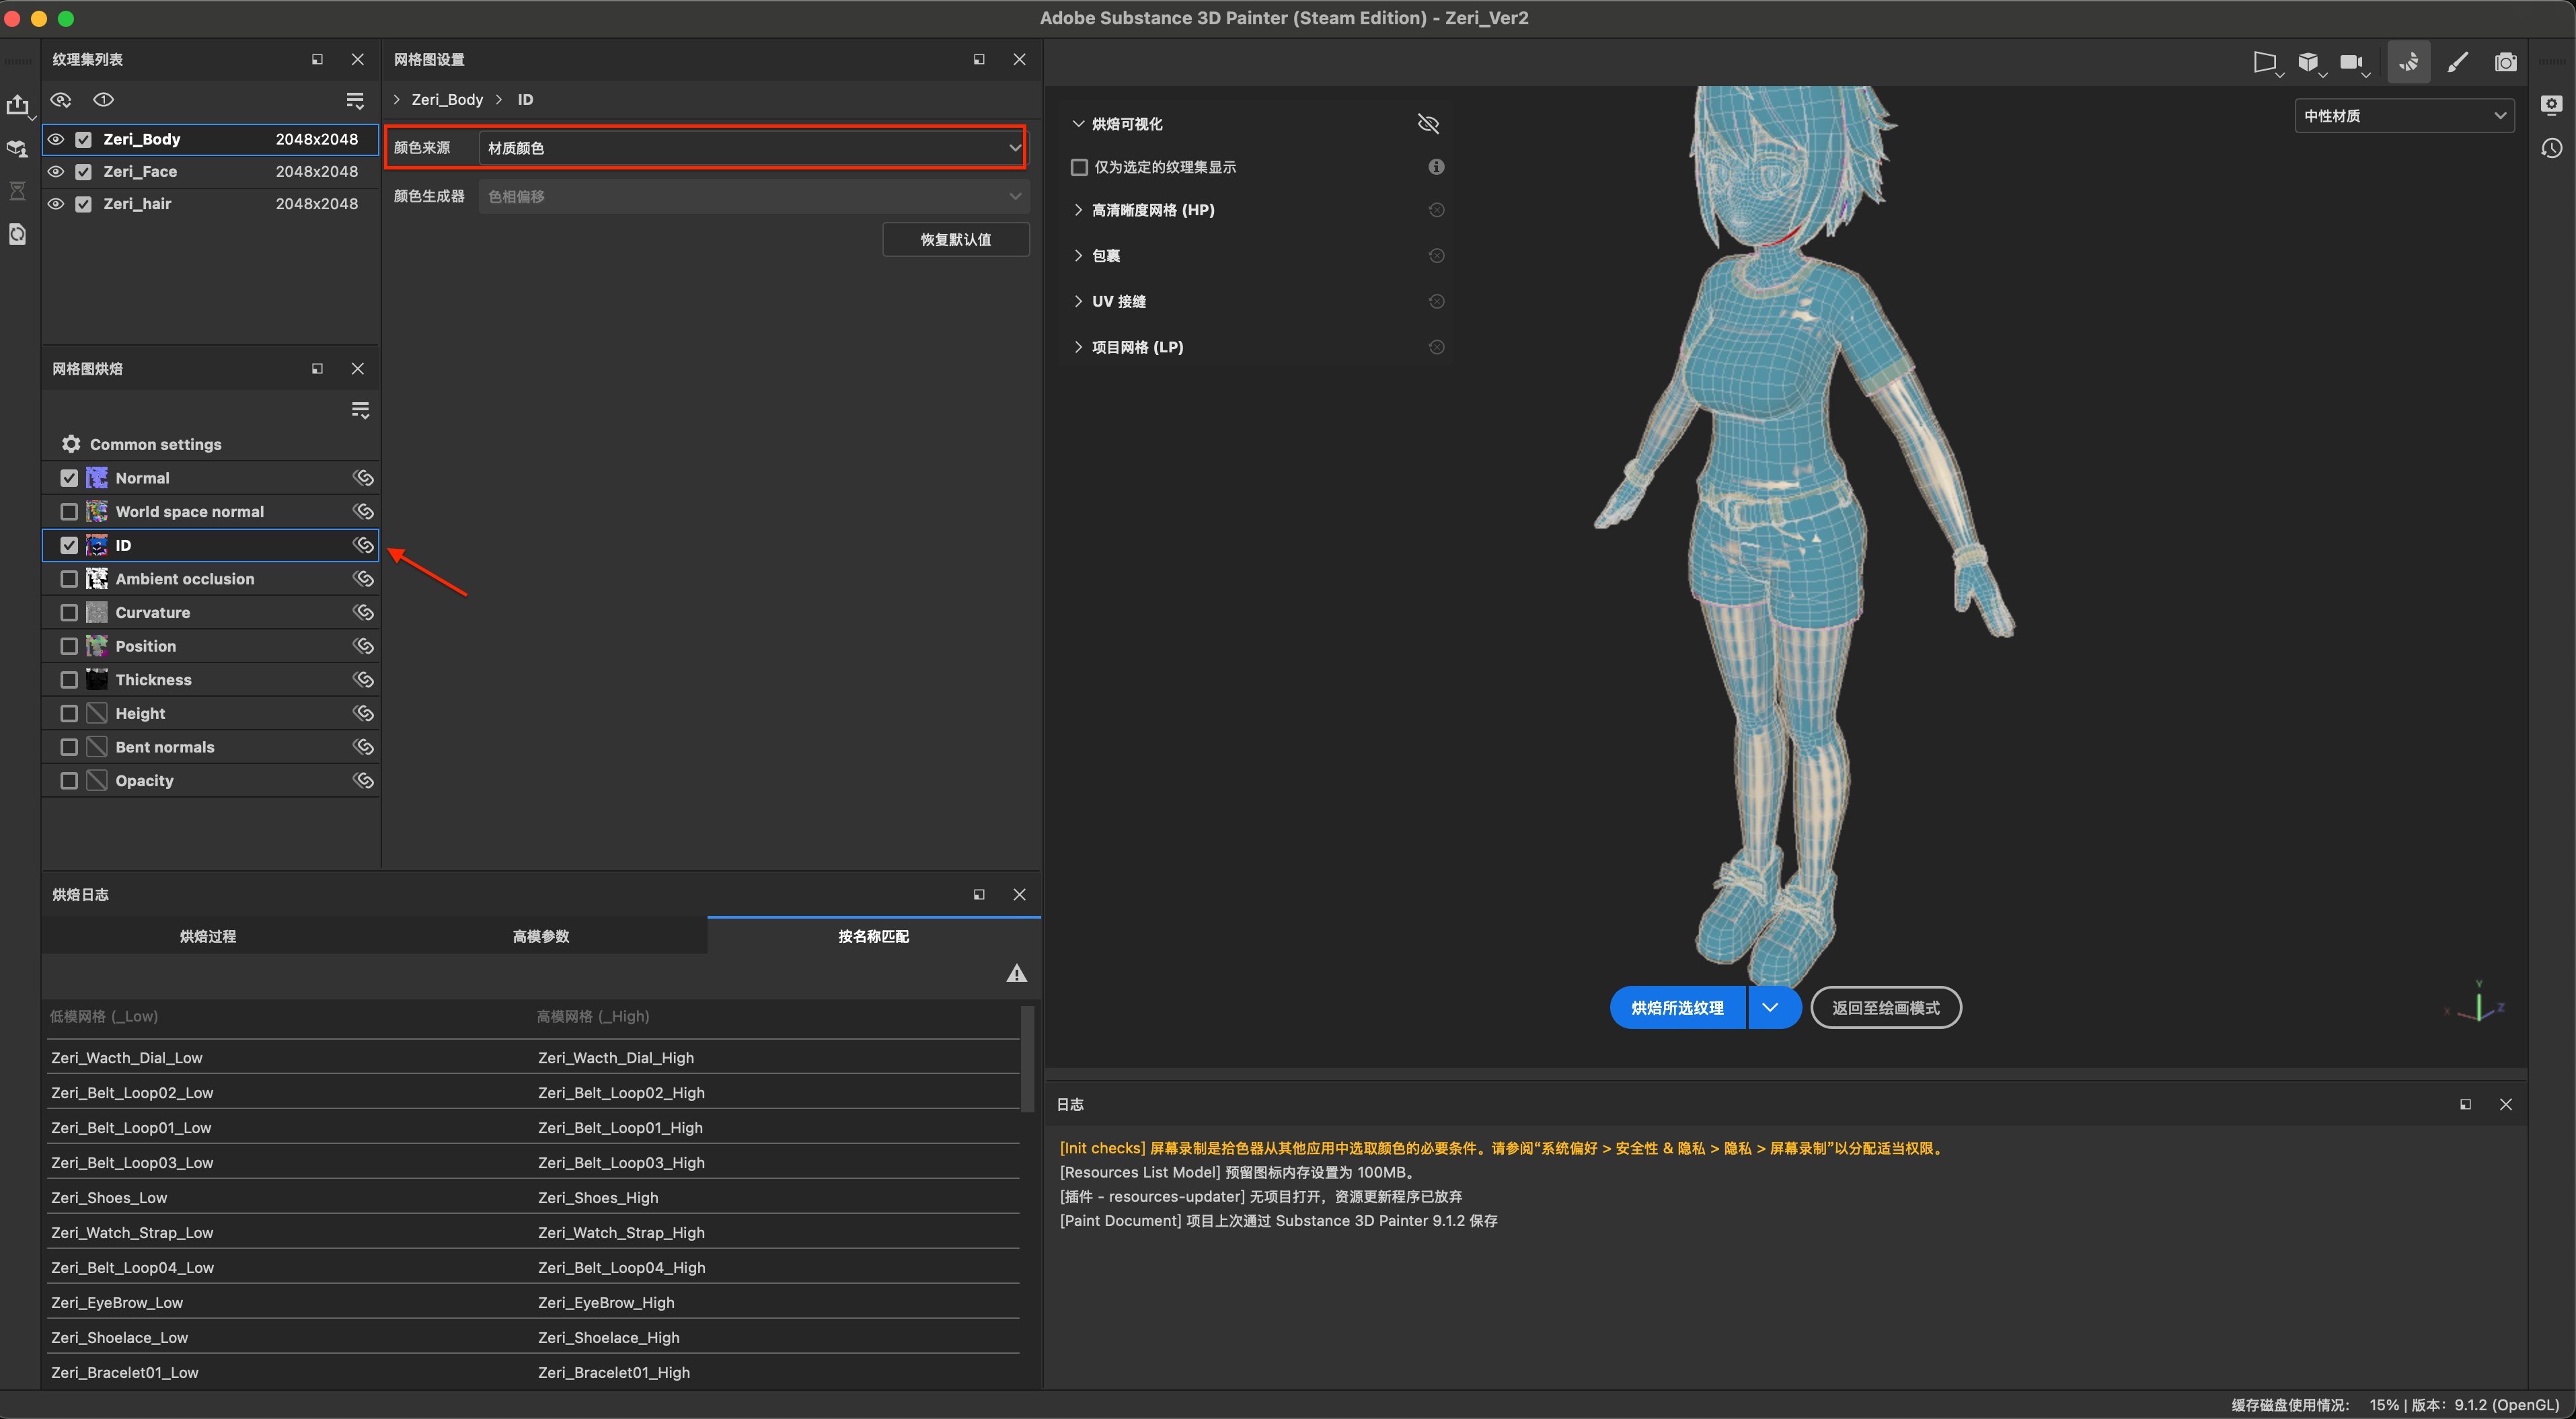 Adobe Substance 3D Painter (Steam Edition) - Zeri_Ver2
纹理集列表
Zeri_Body 2048x2048
Zeri_Face 2048x2048
Zeri_hair 2048x2048
网格图烘焙
Common settings
Normal
World space normal
ID
Ambient occlusion
Curvature
Position
Thickness
Height
Bent normals
Opacity
网格图设置
Zeri_Body > ID
颜色来源 材质颜色
颜色生成器 色相偏移
恢复默认值
烘焙日志
烘焙过程 高模参数 按名称匹配
低模网格 (_Low) 高模网格 (_High)
Zeri_Wacth_Dial_Low Zeri_Wacth_Dial_High
Zeri_Belt_Loop02_Low Zeri_Belt_Loop02_High
Zeri_Belt_Loop01_Low Zeri_Belt_Loop01_High
Zeri_Belt_Loop03_Low Zeri_Belt_Loop03_High
Zeri_Shoes_Low Zeri_Shoes_High
Zeri_Watch_Strap_Low Zeri_Watch_Strap_High
Zeri_Belt_Loop04_Low Zeri_Belt_Loop04_High
Zeri_EyeBrow_Low Zeri_EyeBrow_High
Zeri_Shoelace_Low Zeri_Shoelace_High
Zeri_Bracelet01_Low Zeri_Bracelet01_High
烘焙可视化
仅为选定的纹理集显示
高清晰度网格 (HP)
包裹
UV 接缝
项目网格 (LP)
中性材质
烘焙所选纹理 返回至绘画模式
Y
X
Z
日志
[Init checks] 屏幕录制是拾色器从其他应用中选取颜色的必要条件。请参阅“系统偏好 > 安全性 & 隐私 > 隐私 > 屏幕录制”以分配适当权限。
[Resources List Model] 预留图标内存设置为 100MB。
[插件 - resources-updater] 无项目打开，资源更新程序已放弃
[Paint Document] 项目上次通过 Substance 3D Painter 9.1.2 保存
缓存磁盘使用情况: 15% | 版本: 9.1.2 (OpenGL)